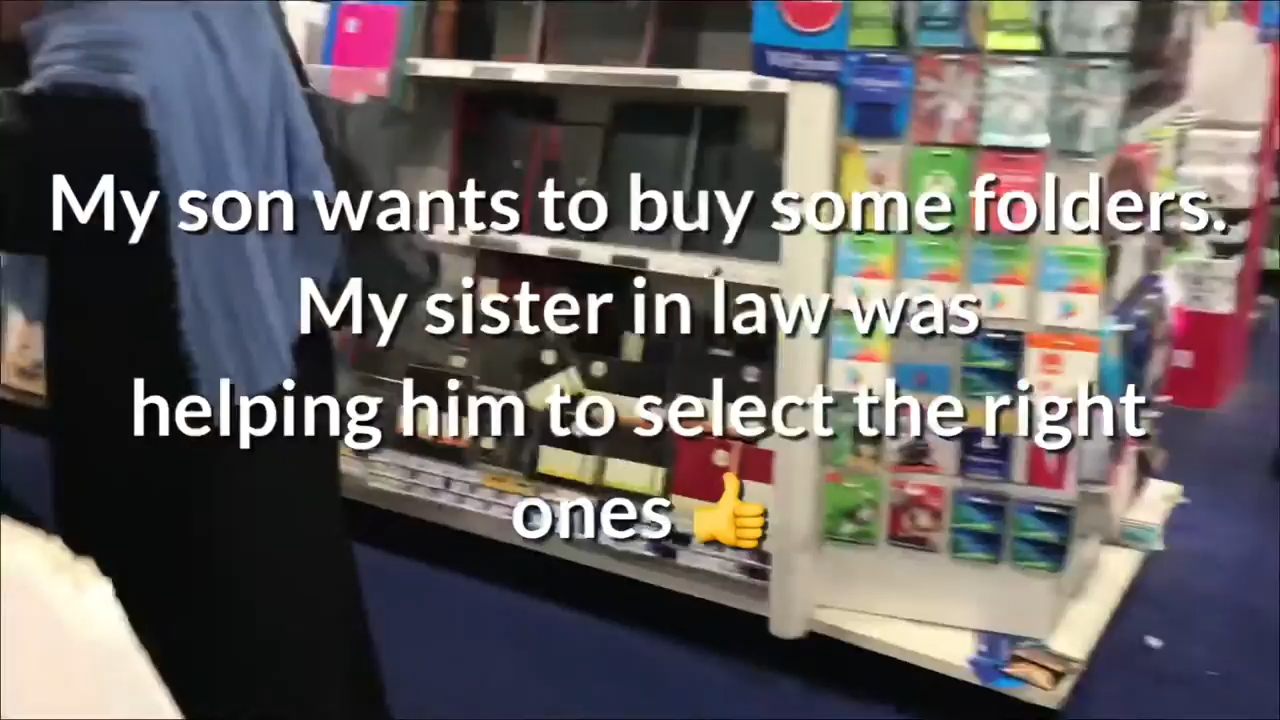 My son wants to buy some folders.
My sister in law was
helping him to select the right
ones 👍